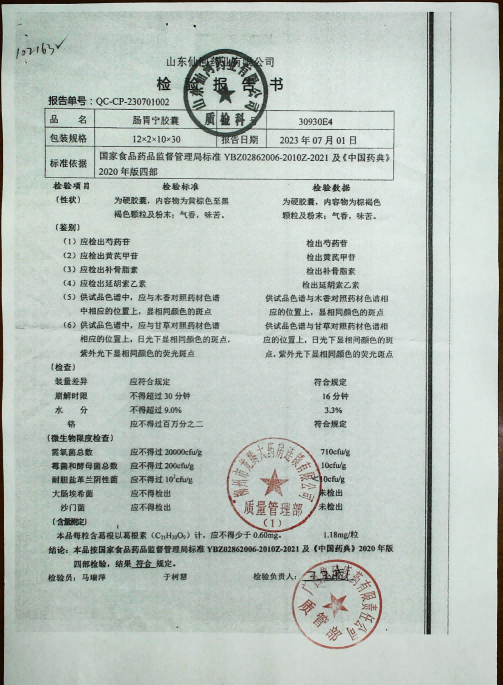 102163
山东仙河药业有限公司
检验报告书
报告单号：QC-CP-230701002
品 名 肠胃宁胶囊 号 30930E4
包装规格 12×2×10×30 报告日期 2023 年 07 月 01 日
标准依据 国家食品药品监督管理局标准 YBZ02862006-2010Z-2021 及《中国药典》
2020 年版四部
检验项目 检验标准 检验数据
(性状) 为硬胶囊，内容物为黄棕色至黑 为硬胶囊，内容物为棕褐色
褐色颗粒及粉末；气香，味苦。 颗粒及粉末；气香，味苦。
(鉴别)
(1) 应检出芍药苷 检出芍药苷
(2) 应检出黄芪甲苷 检出黄芪甲苷
(3) 应检出补骨脂素 检出补骨脂素
(4) 应检出延胡索乙素 检出延胡索乙素
(5) 供试品色谱中，应与木香对照药材色谱 供试品色谱与木香对照药材色谱相
中相应的位置上，显相同颜色的斑点 应的位置上，显相同颜色的斑点
(6) 供试品色谱中，应与甘草对照药材色谱 供试品色谱与甘草对照药材色谱相
相应的位置上，日光下显相同颜色的斑点， 应的位置上，日光下显相同颜色的斑
紫外光下显相同颜色的荧光斑点 点，紫外光下显相同颜色的荧光斑点
(检查)
装量差异 应符合规定 符合规定
崩解时限 不得超过 30 分钟 16 分钟
水 分 不得超过 9.0% 3.3%
铬 应不得过百万分之二 符合规定
(微生物限度检查)
需氧菌总数 应不得过 20000cfu/g 710cfu/g
霉菌和酵母菌总数 应不得过 200cfu/g 10cfu/g
耐胆盐革兰阴性菌 应不得过 10²cfu/g 10cfu/g
大肠埃希菌 应不得检出 未检出
沙门菌 应不得检出 未检出
(含量测定)
本品每粒含葛根以葛根素（C₂₁H₂₀O₉）计，应不得少于 0.60mg。 1.18mg/粒
结论：本品按国家食品药品监督管理局标准 YBZ02862006-2010Z-2021 及《中国药典》2020 年版
四部检验，结果 符合 规定。
检验员：马瑞萍 于树慧 检验负责人：
质检科
质量管理部
(1)
质管部